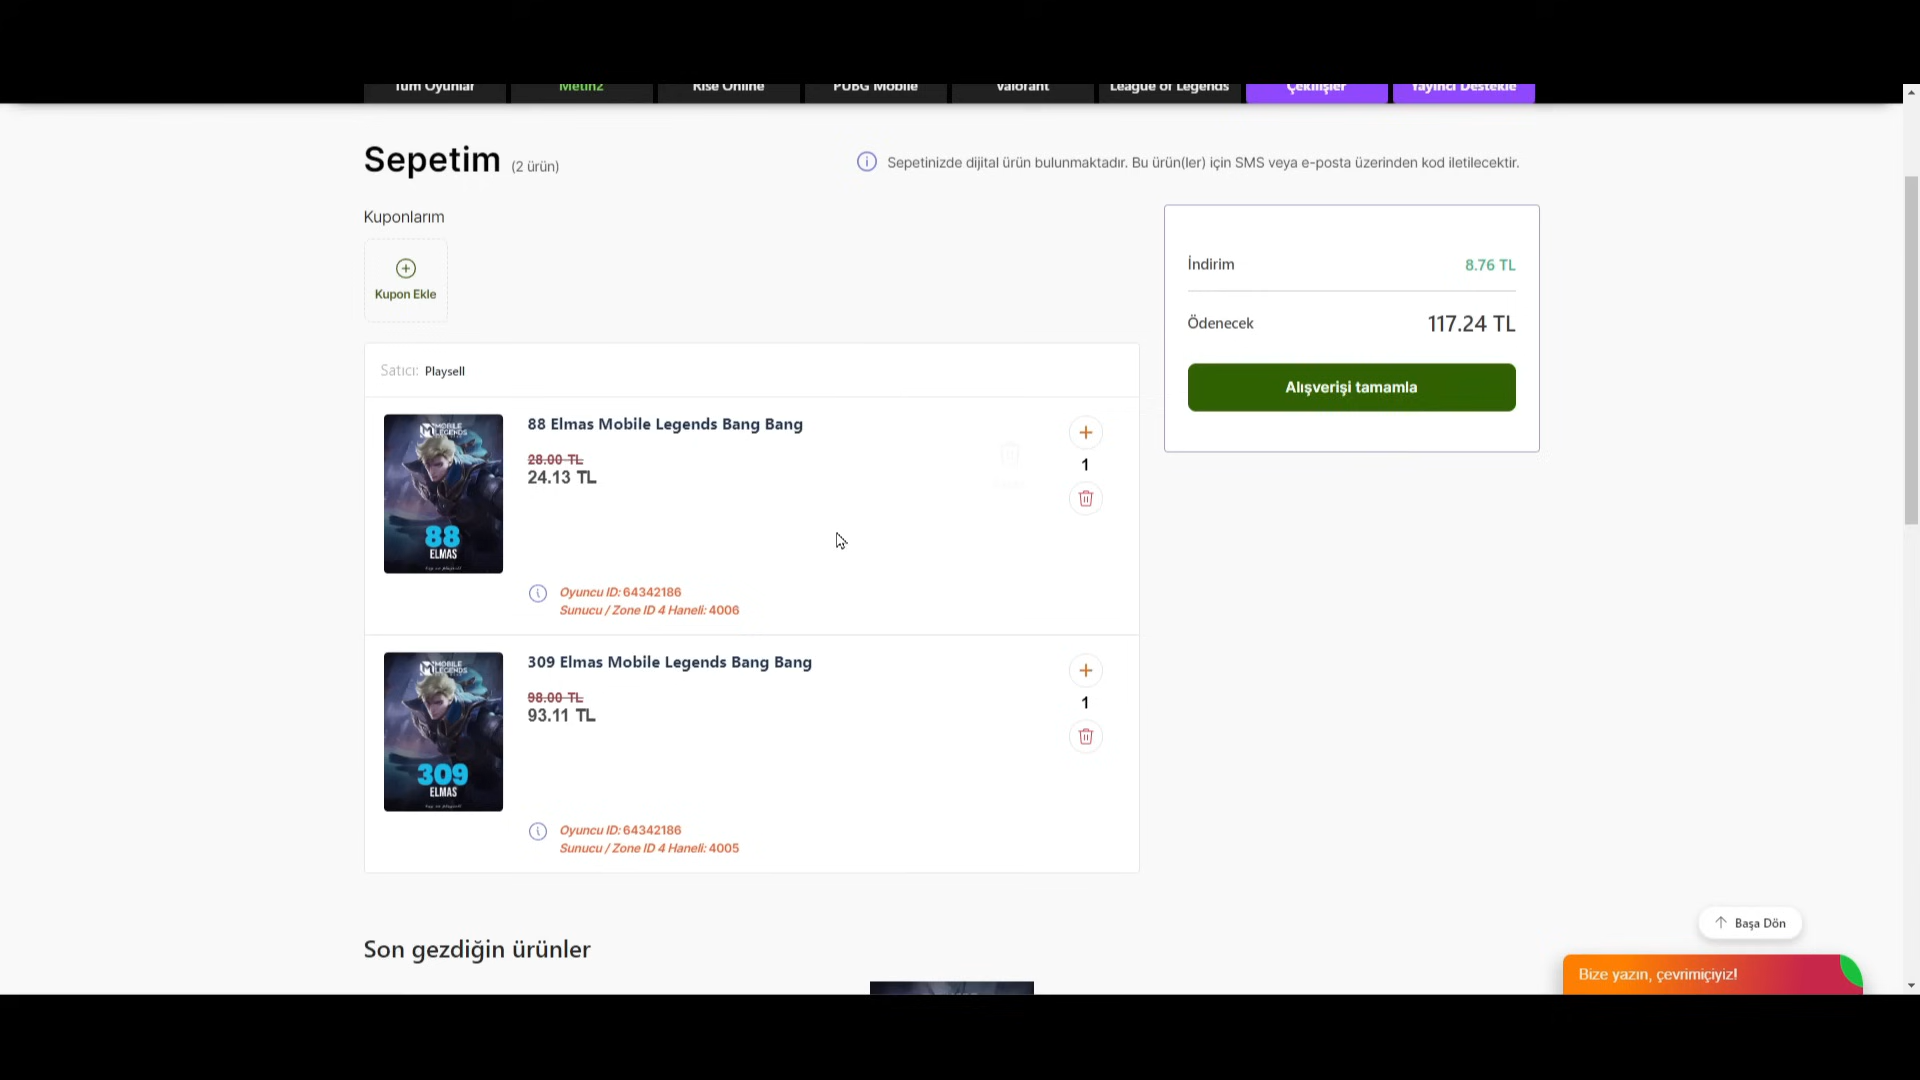 Tüm Oyunlar
Metin2
Rise Online
PUBG Mobile
Valorant
League of Legends
Çekilişler
Yayıncı Destekle
Sepetim (2 ürün)
Sepetinizde dijital ürün bulunmaktadır. Bu ürün(ler) için SMS veya e-posta üzerinden kod iletilecektir.
Kuponlarım
Kupon Ekle
İndirim 8.76 TL
Ödenecek 117.24 TL
Alışverişi tamamla
Satıcı: Playsell
MOBILE
LEGENDS
88
ELMAS
88 Elmas Mobile Legends Bang Bang
28.00 TL
24.13 TL
1
Oyuncu ID: 64342186
Sunucu / Zone ID 4 Haneli: 4006
MOBILE
LEGENDS
309
ELMAS
309 Elmas Mobile Legends Bang Bang
98.00 TL
93.11 TL
1
Oyuncu ID: 64342186
Sunucu / Zone ID 4 Haneli: 4005
Son gezdiğin ürünler
Başa Dön
Bize yazın, çevrimiçiyiz!